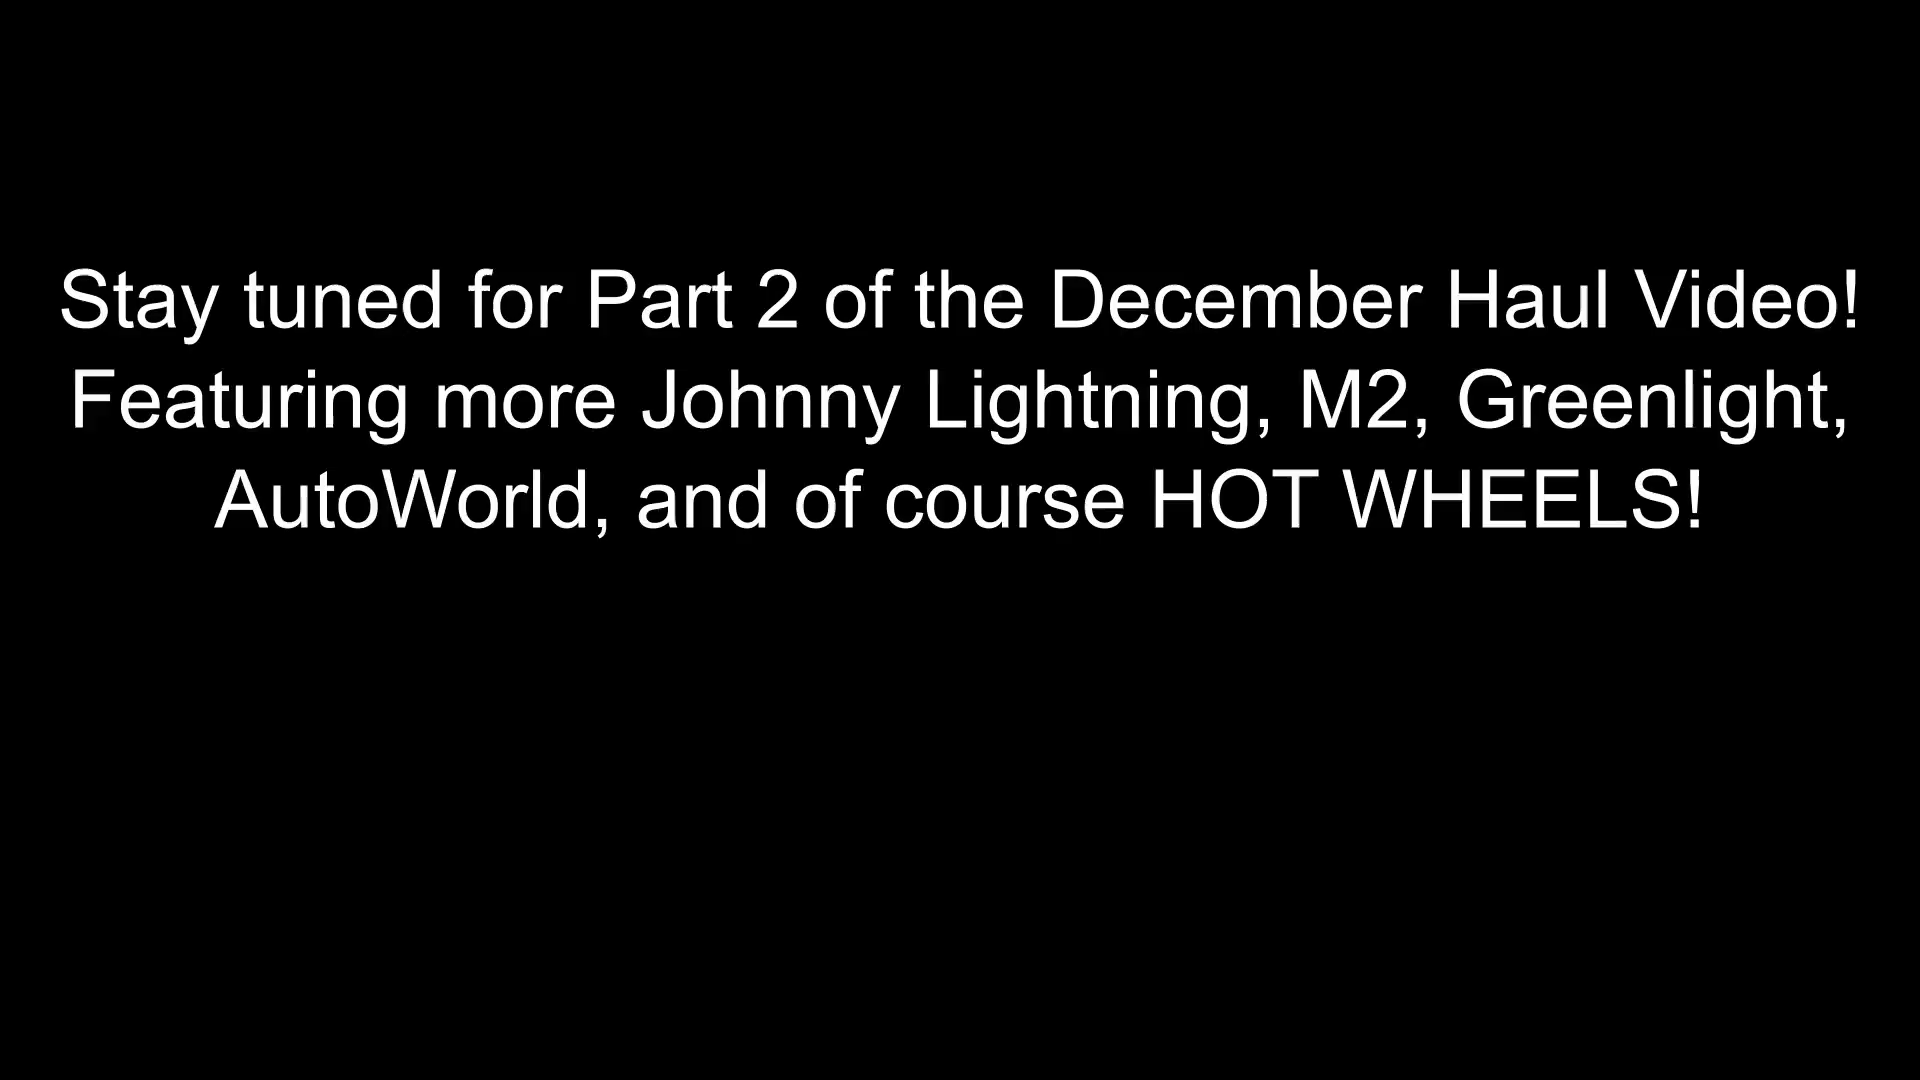 Stay tuned for Part 2 of the December Haul Video!
Featuring more Johnny Lightning, M2, Greenlight,
AutoWorld, and of course HOT WHEELS!